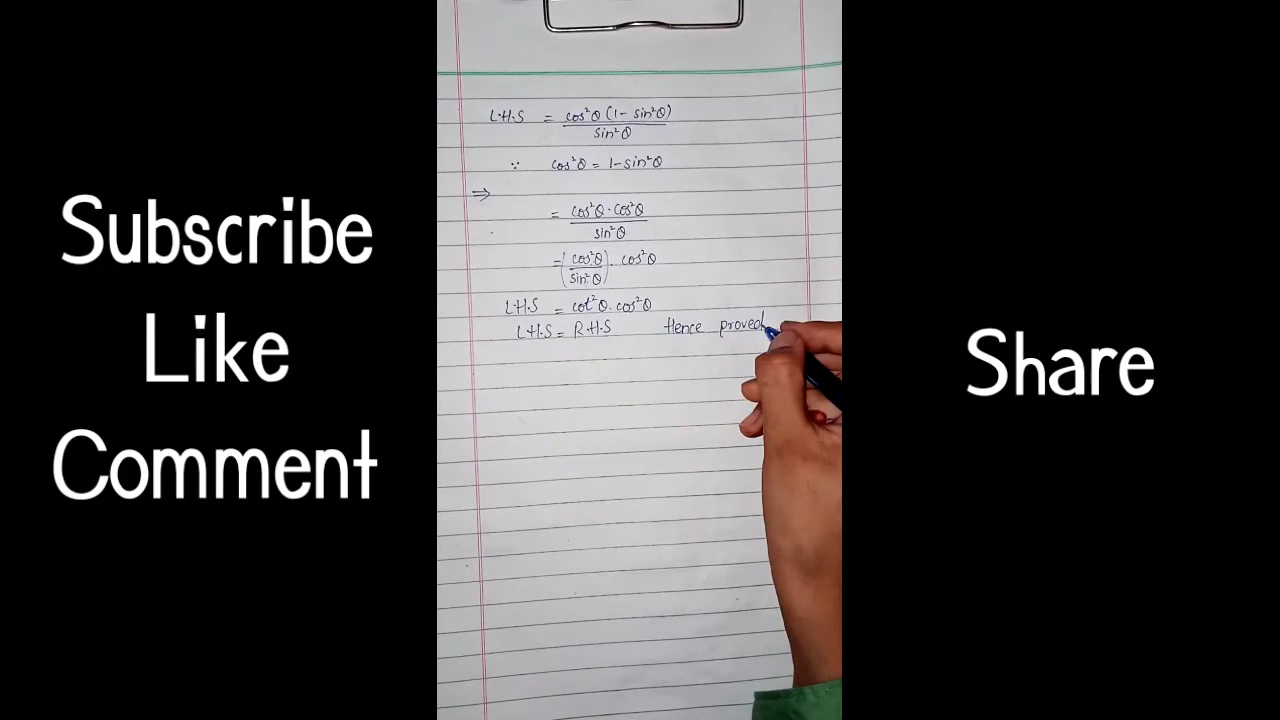 Subscribe
Like
Comment
L.H.S = cos²θ (1 - sin²θ)
sin²θ
∵ cos²θ = 1 - sin²θ
⇒
= cos²θ · cos²θ
sin²θ
= (cos²θ) . cos²θ
sin²θ
L.H.S = cot²θ . cos²θ
L.H.S = R.H.S Hence proved
Share